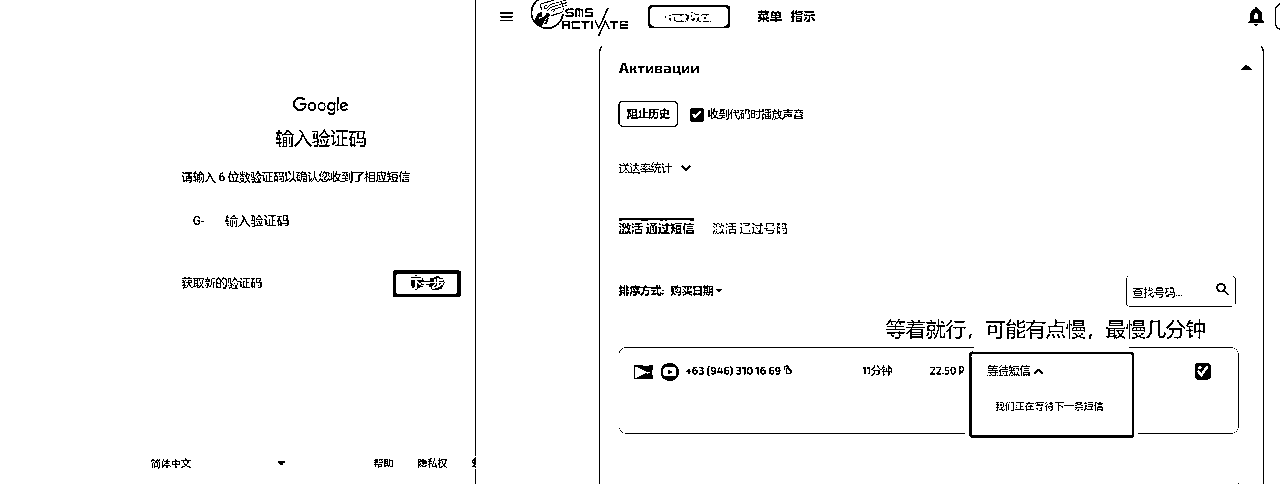 Google
输入验证码
请输入 6 位数验证码以确认您收到了相应短信
G- 输入验证码
获取新的验证码 下一步
简体中文 帮助 隐私权
SMS
ACTIVATE
菜单 指示
Активации
阻止历史 收到代码时播放声音
送达率统计
激活 通过短信 激活 通过号码
排序方式: 购买日期 查找号码...
等着就行，可能有点慢，最慢几分钟
+63 (946) 310 16 69 11分钟 22.50 ₽ 等待短信
我们正在等待下一条短信